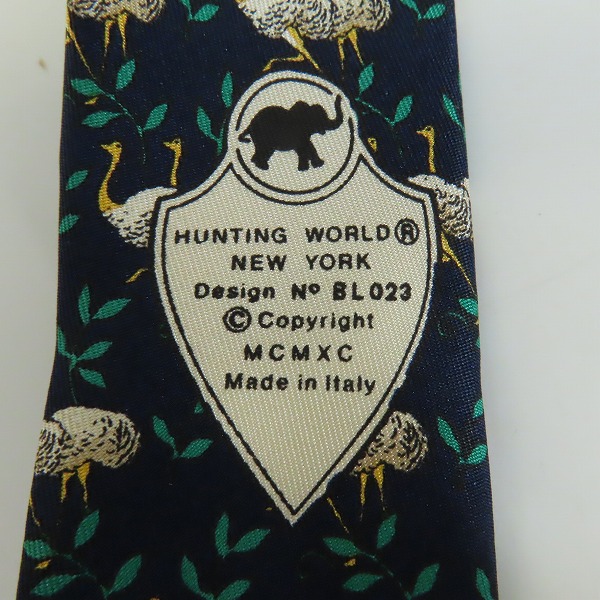 HUNTING WORLD®
NEW YORK
Design Nº BL023
© Copyright
MCMXC
Made in Italy